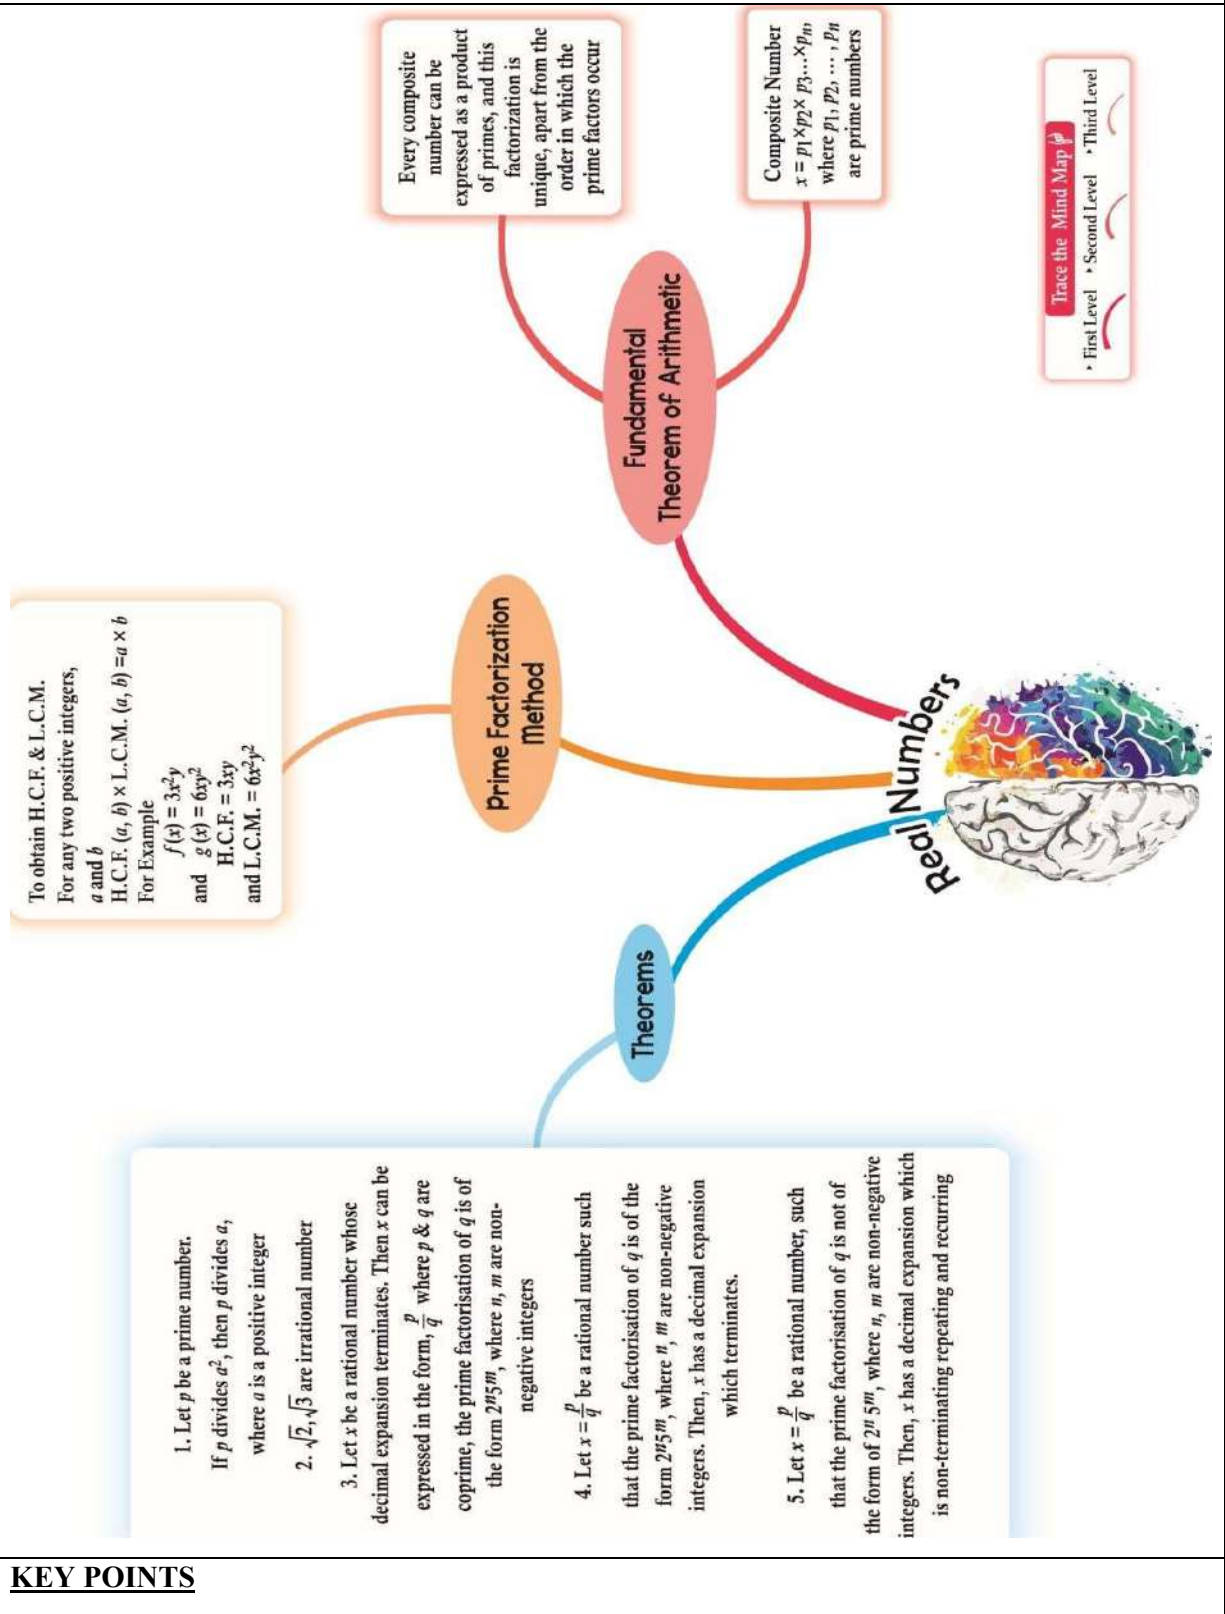 Every composite
number can be
expressed as a product
of primes, and this
factorization is
unique, apart from the
order in which the
prime factors occur
Composite Number
x = p₁×p₂× p₃...×pₙ,
where p₁, p₂, ... , pₙ
are prime numbers
Trace the Mind Map
‣ First Level ‣ Second Level ‣ Third Level
Fundamental
Theorem of Arithmetic
To obtain H.C.F. & L.C.M.
For any two positive integers,
a and b
H.C.F. (a, b) × L.C.M. (a, b) =a × b
For Example
f (x) = 3x²y
and g (x) = 6xy²
H.C.F. = 3xy
and L.C.M. = 6x²y²
Prime Factorization
Method
Real Numbers
Theorems
1. Let p be a prime number.
If p divides a², then p divides a,
where a is a positive integer
2. √2, √3 are irrational number
3. Let x be a rational number whose
decimal expansion terminates. Then x can be
expressed in the form, p/q where p & q are
coprime, the prime factorisation of q is of
the form 2ⁿ5ᵐ, where n, m are non-
negative integers
4. Let x = p/q be a rational number such
that the prime factorisation of q is of the
form 2ⁿ5ᵐ, where n, m are non-negative
integers. Then, x has a decimal expansion
which terminates.
5. Let x = p/q be a rational number, such
that the prime factorisation of q is not of
the form of 2ⁿ 5ᵐ, where n, m are non-negative
integers. Then, x has a decimal expansion which
is non-terminating repeating and recurring
KEY POINTS